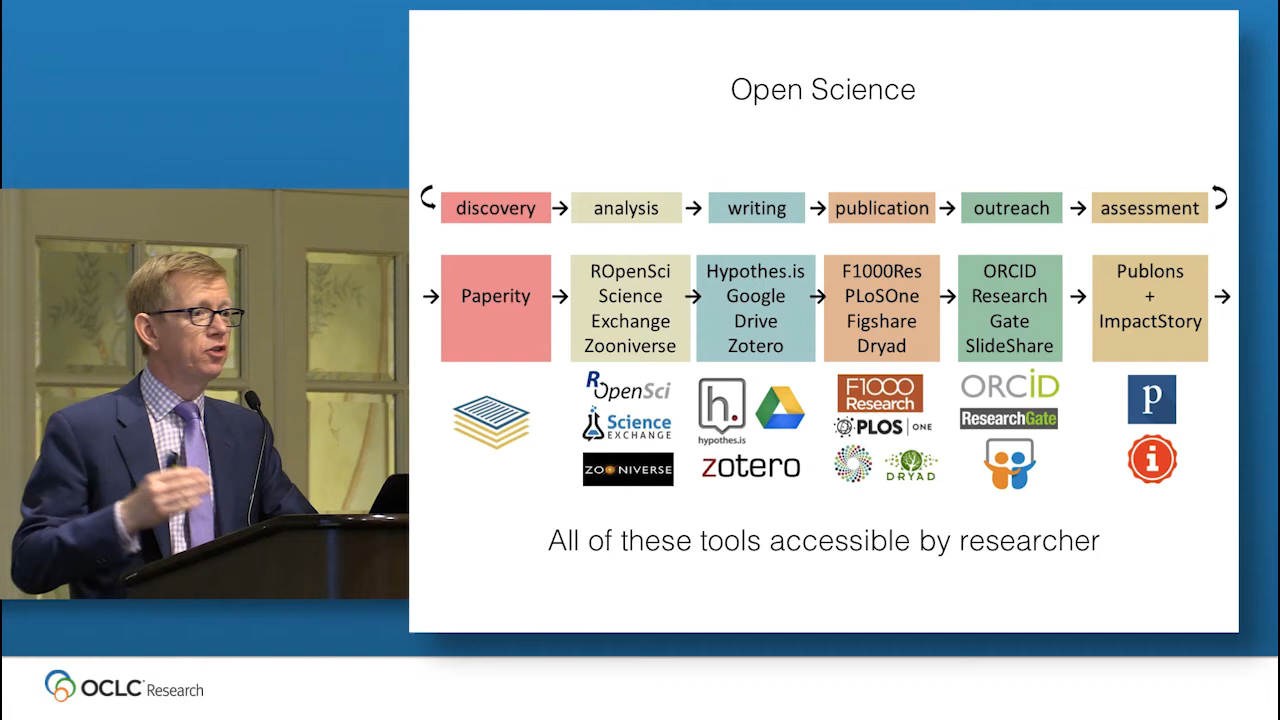 Open Science
discovery → analysis → writing → publication → outreach → assessment
→ Paperity →
ROpenSci
Science
Exchange
Zooniverse
→
Hypothes.is
Google
Drive
Zotero
→
F1000Res
PLoSOne
Figshare
Dryad
→
ORCID
Research
Gate
SlideShare
→
Publons
+
ImpactStory
→
ROpenSci
Science
EXCHANGE
ZOONIVERSE
h.
hypothes.is
zotero
F1000
Research
PLOS | ONE
DRYAD
ORCiD
ResearchGate
P
i
All of these tools accessible by researcher
OCLC Research